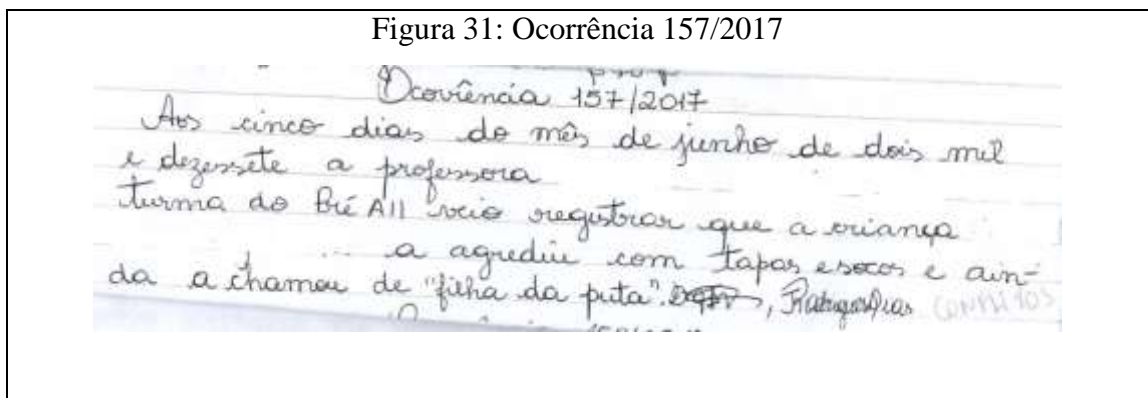 Figura 31: Ocorrência 157/2017
Ocorrência 157/2017
Aos cinco dias do mês de junho de dois mil
e dezessete a professora
turma do Pré AII veio registrar que a criança
a agrediu com tapas e socos e ain-
da a chamou de "filha da puta".
CONFLITOS